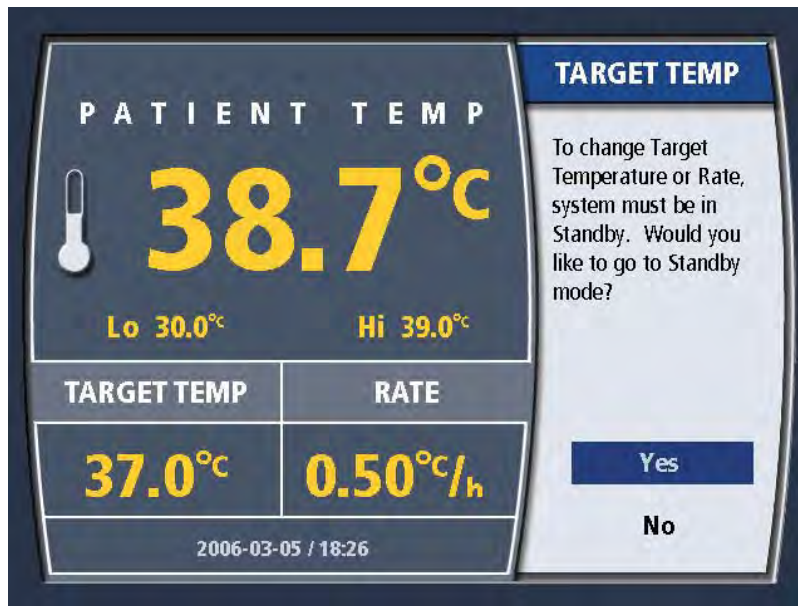 PATIENT TEMP
38.7°C
Lo 30.0°C Hi 39.0°C
TARGET TEMP RATE
37.0°C 0.50°C/h
2006-03-05 / 18:26
TARGET TEMP
To change Target
Temperature or Rate,
system must be in
Standby. Would you
like to go to Standby
mode?
Yes
No